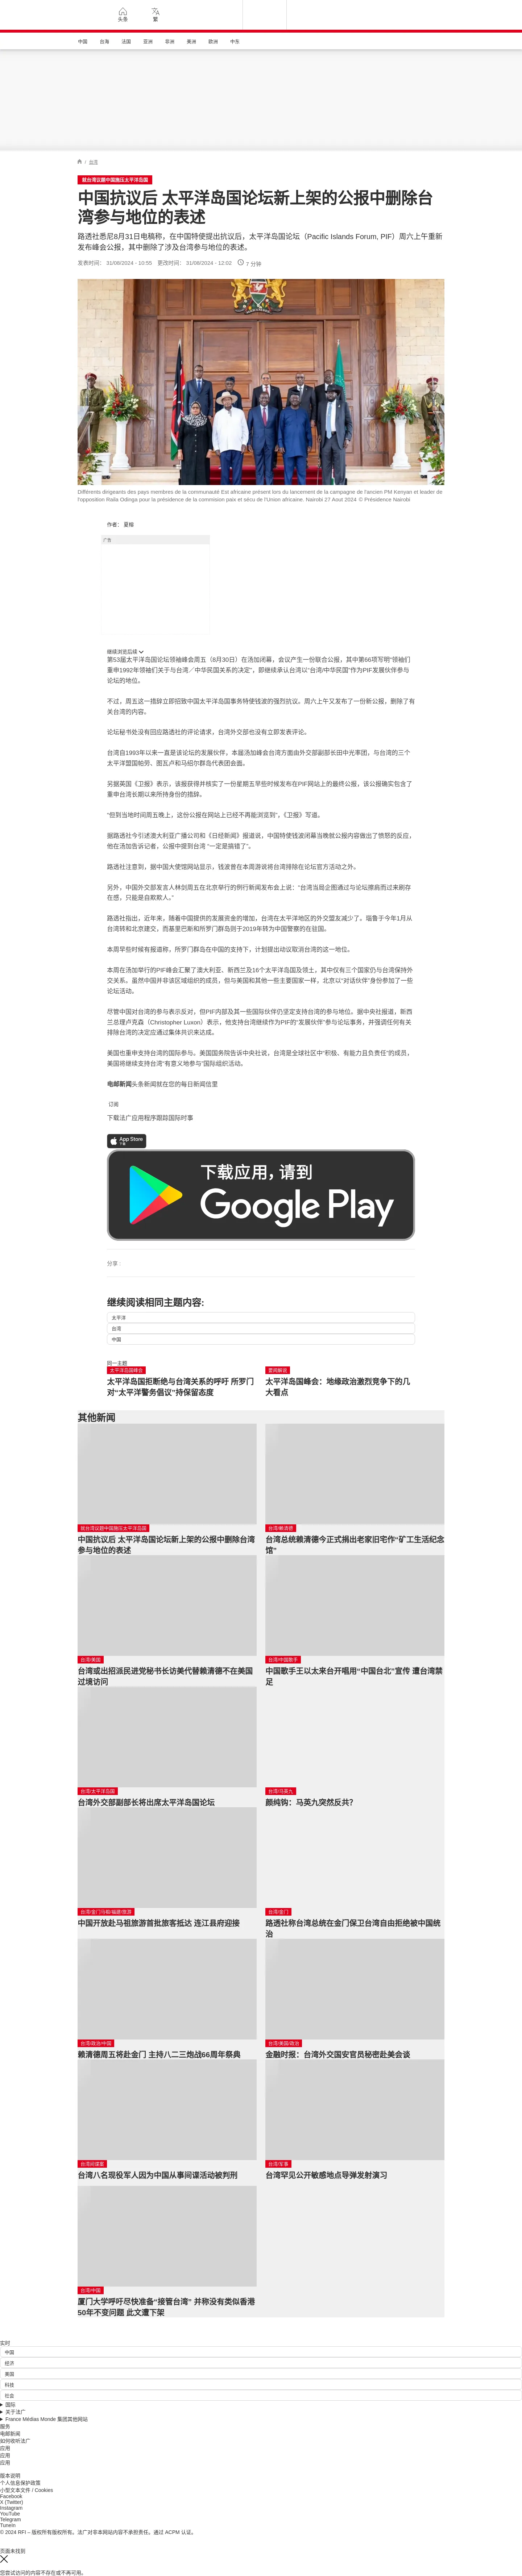 头条
繁
中国
台海
法国
亚洲
非洲
美洲
欧洲
中东
台湾
就台湾议题中国施压太平洋岛国
中国抗议后 太平洋岛国论坛新上架的公报中删除台
湾参与地位的表述
路透社悉尼8月31日电稿称，在中国特使提出抗议后，太平洋岛国论坛（Pacific Islands Forum, PIF）周六上午重新
发布峰会公报，其中删除了涉及台湾参与地位的表述。
发表时间： 31/08/2024 - 10:55 更改时间： 31/08/2024 - 12:02 7 分钟
Différents dirigeants des pays membres de la communauté Est africaine présent lors du lancement de la campagne de l'ancien PM Kenyan et leader de
l'opposition Raila Odinga pour la présidence de la commision paix et sécu de l'Union africaine. Nairobi 27 Aout 2024 © Présidence Nairobi
作者： 夏榕
广告
继续浏览后续
第53届太平洋岛国论坛领袖峰会周五（8月30日）在汤加闭幕，会议产生一份联合公报，其中第66项写明“领袖们
重申1992年领袖们关于与台湾／中华民国关系的决定”，即继续承认台湾以“台湾/中华民国”作为PIF发展伙伴参与
论坛的地位。
不过，周五这一措辞立即招致中国太平洋岛国事务特使钱波的强烈抗议。周六上午又发布了一份新公报，删除了有
关台湾的内容。
论坛秘书处没有回应路透社的评论请求，台湾外交部也没有立即发表评论。
台湾自1993年以来一直是该论坛的发展伙伴，本届汤加峰会台湾方面由外交部副部长田中光率团，与台湾的三个
太平洋盟国帕劳、图瓦卢和马绍尔群岛代表团会面。
另据英国《卫报》表示，该报获得并核实了一份星期五早些时候发布在PIF网站上的最终公报，该公报确实包含了
重申台湾长期以来所持身份的措辞。
“但到当地时间周五晚上，这份公报在网站上已经不再能浏览到”，《卫报》写道。
据路透社今引述澳大利亚广播公司和《日经新闻》报道说，中国特使钱波闭幕当晚就公报内容做出了愤怒的反应，
他在汤加告诉记者，公报中提到台湾 “一定是搞错了”。
路透社注意到，据中国大使馆网站显示，钱波曾在本周游说将台湾排除在论坛官方活动之外。
另外，中国外交部发言人林剑周五在北京举行的例行新闻发布会上说：“台湾当局企图通过与论坛擦肩而过来刷存
在感，只能是自欺欺人。”
路透社指出，近年来，随着中国提供的发展资金的增加，台湾在太平洋地区的外交盟友减少了。瑙鲁于今年1月从
台湾转和北京建交，而基里巴斯和所罗门群岛则于2019年转为中国警察的在驻国。
本周早些时候有报道称，所罗门群岛在中国的支持下，计划提出动议取消台湾的这一地位。
本周在汤加举行的PIF峰会汇聚了澳大利亚、新西兰及16个太平洋岛国及领土，其中仅有三个国家仍与台湾保持外
交关系。虽然中国并非该区域组织的成员，但与美国和其他一些主要国家一样，北京以“对话伙伴”身份参加了一些
论坛活动。
尽管中国对台湾的参与表示反对，但PIF内部及其一些国际伙伴仍坚定支持台湾的参与地位。据中央社报道，新西
兰总理卢克森（Christopher Luxon）表示，他支持台湾继续作为PIF的“发展伙伴”参与论坛事务，并强调任何有关
排除台湾的决定应通过集体共识来达成。
美国也重申支持台湾的国际参与。美国国务院告诉中央社说，台湾是全球社区中“积极、有能力且负责任”的成员，
美国将继续支持台湾“有意义地参与”国际组织活动。
电邮新闻头条新闻就在您的每日新闻信里
订阅
下载法广应用程序跟踪国际时事
App Store
下载
下载应用，请到
Google Play
分享 :
继续阅读相同主题内容:
太平洋
台湾
中国
同一主题
太平洋岛国峰会
太平洋岛国拒断绝与台湾关系的呼吁 所罗门
对“太平洋警务倡议”持保留态度
要闻解说
太平洋岛国峰会：地缘政治激烈竞争下的几
大看点
其他新闻
就台湾议题中国施压太平洋岛国
中国抗议后 太平洋岛国论坛新上架的公报中删除台湾
参与地位的表述
台湾/赖清德
台湾总统赖清德今正式捐出老家旧宅作“矿工生活纪念
馆”
台湾/美国
台湾或出招派民进党秘书长访美代替赖清德不在美国
过境访问
台湾/中国歌手
中国歌手王以太来台开唱用“中国台北”宣传 遭台湾禁
足
台湾/太平洋岛国
台湾外交部副部长将出席太平洋岛国论坛
台湾/马英九
颜纯钩：马英九突然反共？
台湾/金门马祖/福建/旅游
中国开放赴马祖旅游首批旅客抵达 连江县府迎接
台湾/金门
路透社称台湾总统在金门保卫台湾自由拒绝被中国统
治
台湾/政治/中国
赖清德周五将赴金门 主持八二三炮战66周年祭典
台湾/美国/政治
金融时报：台湾外交国安官员秘密赴美会谈
台湾间谍案
台湾八名现役军人因为中国从事间谍活动被判刑
台湾/军事
台湾罕见公开敏感地点导弹发射演习
台湾/中国
厦门大学呼吁尽快准备“接管台湾” 并称没有类似香港
50年不变问题 此文遭下架
实时
中国
经济
美国
科技
社会
国际
关于法广
France Médias Monde 集团其他网站
服务
电邮新闻
如何收听法广
应用
应用
应用
版本说明
个人信息保护政策
小型文本文件 / Cookies
Facebook
X (Twitter)
Instagram
YouTube
Telegram
TuneIn
© 2024 RFI – 版权所有版权所有。法广对非本网站内容不承担责任。通过 ACPM 认证。
页面未找到
您尝试访问的内容不存在或不再可用。